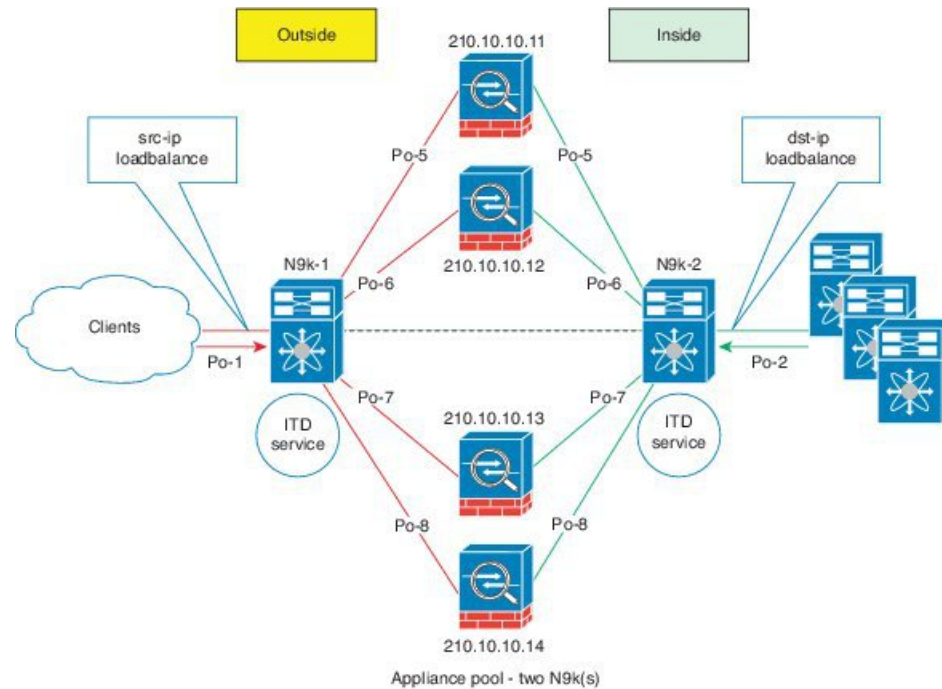 Outside
210.10.10.11
Inside
src-ip
loadbalance
dst-ip
loadbalance
Po-5
Po-5
N9k-1
210.10.10.12
N9k-2
Po-6
Po-6
Clients
Po-1
Po-2
Po-7
210.10.10.13
Po-7
ITD
service
ITD
service
Po-8
Po-8
210.10.10.14
Appliance pool - two N9k(s)